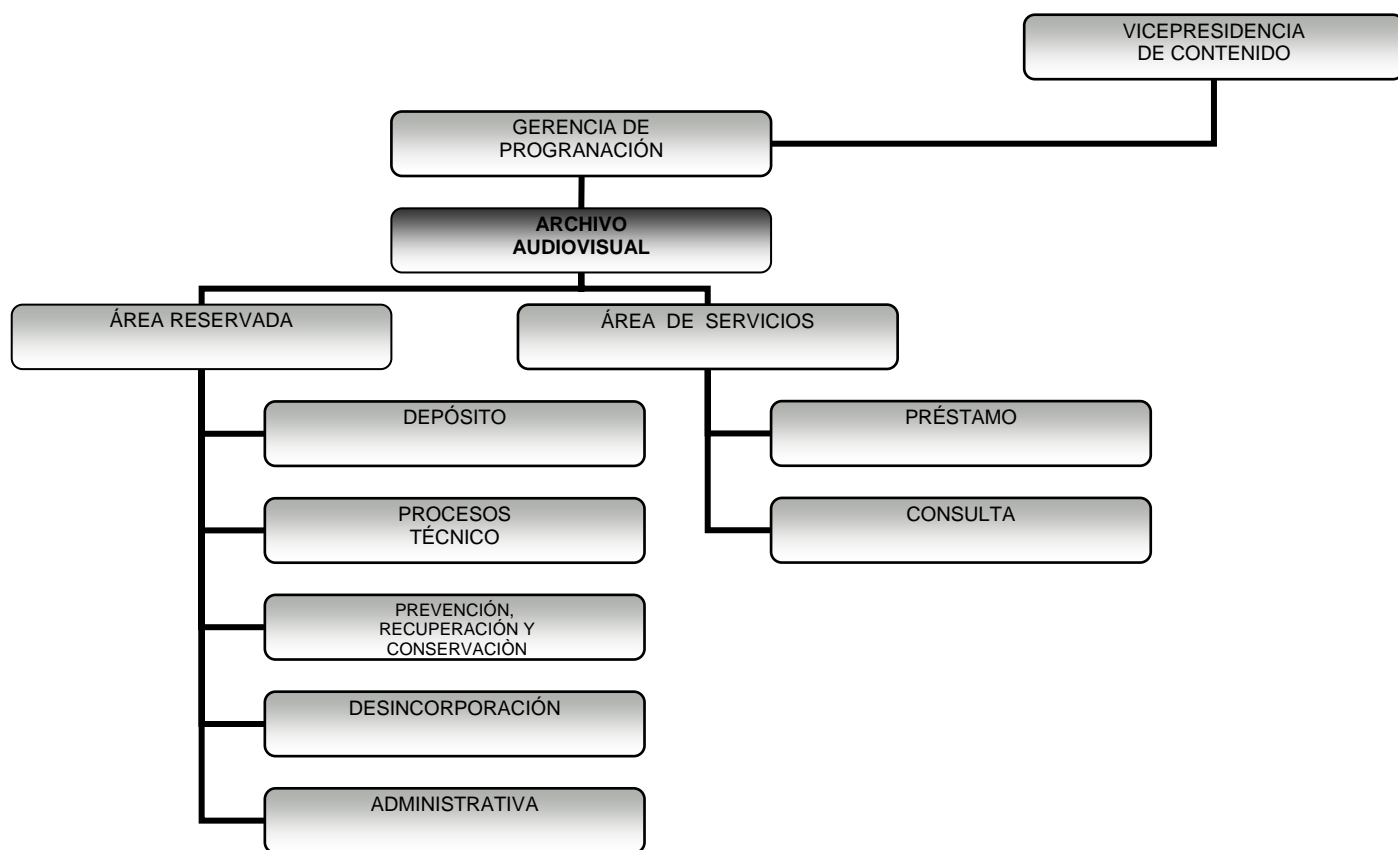 VICEPRESIDENCIA
DE CONTENIDO
GERENCIA DE
PROGRANACIÓN
ARCHIVO
AUDIOVISUAL
ÁREA RESERVADA
ÁREA DE SERVICIOS
DEPÓSITO
PROCESOS
TÉCNICO
PREVENCIÓN,
RECUPERACIÓN Y
CONSERVACIÒN
DESINCORPORACIÓN
ADMINISTRATIVA
PRÉSTAMO
CONSULTA